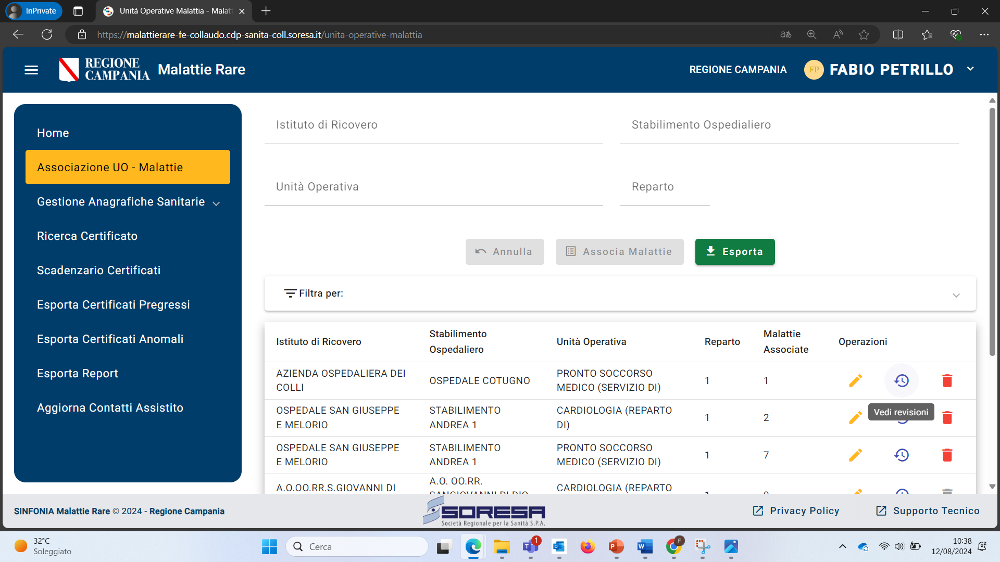 InPrivate
Unità Operative Malattia - Malat
https://malattierare-fe-collaudo.cdp-sanita-coll.soresa.it/unita-operative-malattia
REGIONE
CAMPANIA
Malattie Rare
REGIONE CAMPANIA
FP
FABIO PETRILLO
Home
Associazione UO - Malattie
Gestione Anagrafiche Sanitarie
Ricerca Certificato
Scadenzario Certificati
Esporta Certificati Pregressi
Esporta Certificati Anomali
Esporta Report
Aggiorna Contatti Assistito
Istituto di Ricovero
Stabilimento Ospedialiero
Unità Operativa
Reparto
Annulla
Associa Malattie
Esporta
Filtra per:
Istituto di Ricovero
Stabilimento
Ospedaliero
Unità Operativa
Reparto
Malattie
Associate
Operazioni
AZIENDA OSPEDALIERA DEI
COLLI
OSPEDALE COTUGNO
PRONTO SOCCORSO
MEDICO (SERVIZIO DI)
1
1
Vedi revisioni
OSPEDALE SAN GIUSEPPE
E MELORIO
STABILIMENTO
ANDREA 1
CARDIOLOGIA (REPARTO
DI)
1
2
OSPEDALE SAN GIUSEPPE
E MELORIO
STABILIMENTO
ANDREA 1
PRONTO SOCCORSO
MEDICO (SERVIZIO DI)
1
7
A.O.OO.RR.S.GIOVANNI DI
A.O. OO.RR.
SANGIOVANNI DI DIO
CARDIOLOGIA (REPARTO
SINFONIA Malattie Rare © 2024 - Regione Campania
SORESA
Società Regionale per la Sanità S.P.A.
Privacy Policy
Supporto Tecnico
32°C
Soleggiato
Cerca
1
F
10:38
12/08/2024